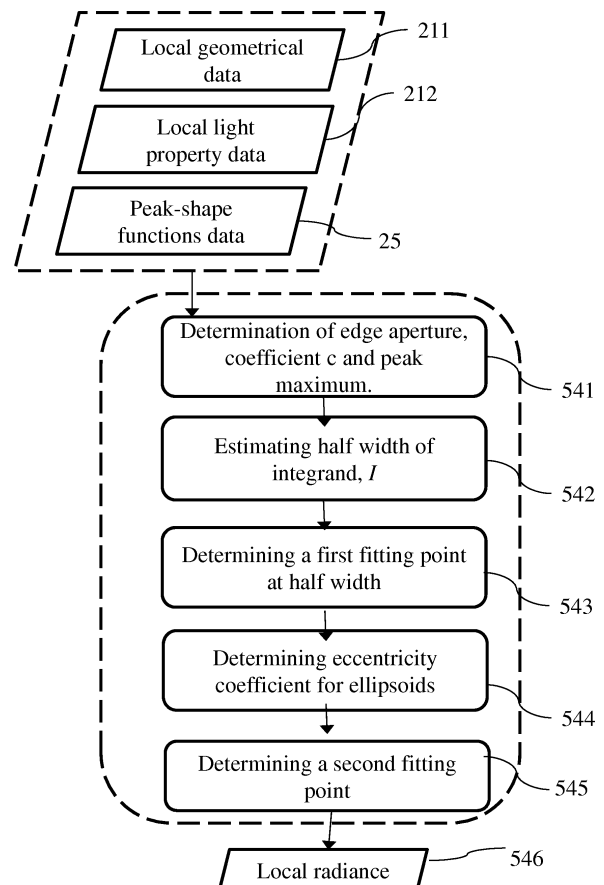 Local geometrical
data
211
Local light
property data
212
Peak-shape
functions data
25
Determination of edge aperture,
coefficient c and peak
maximum.
541
Estimating half width of
integrand, I
542
Determining a first fitting point
at half width
543
Determining eccentricity
coefficient for ellipsoids
544
Determining a second fitting
point
545
546
Local radiance